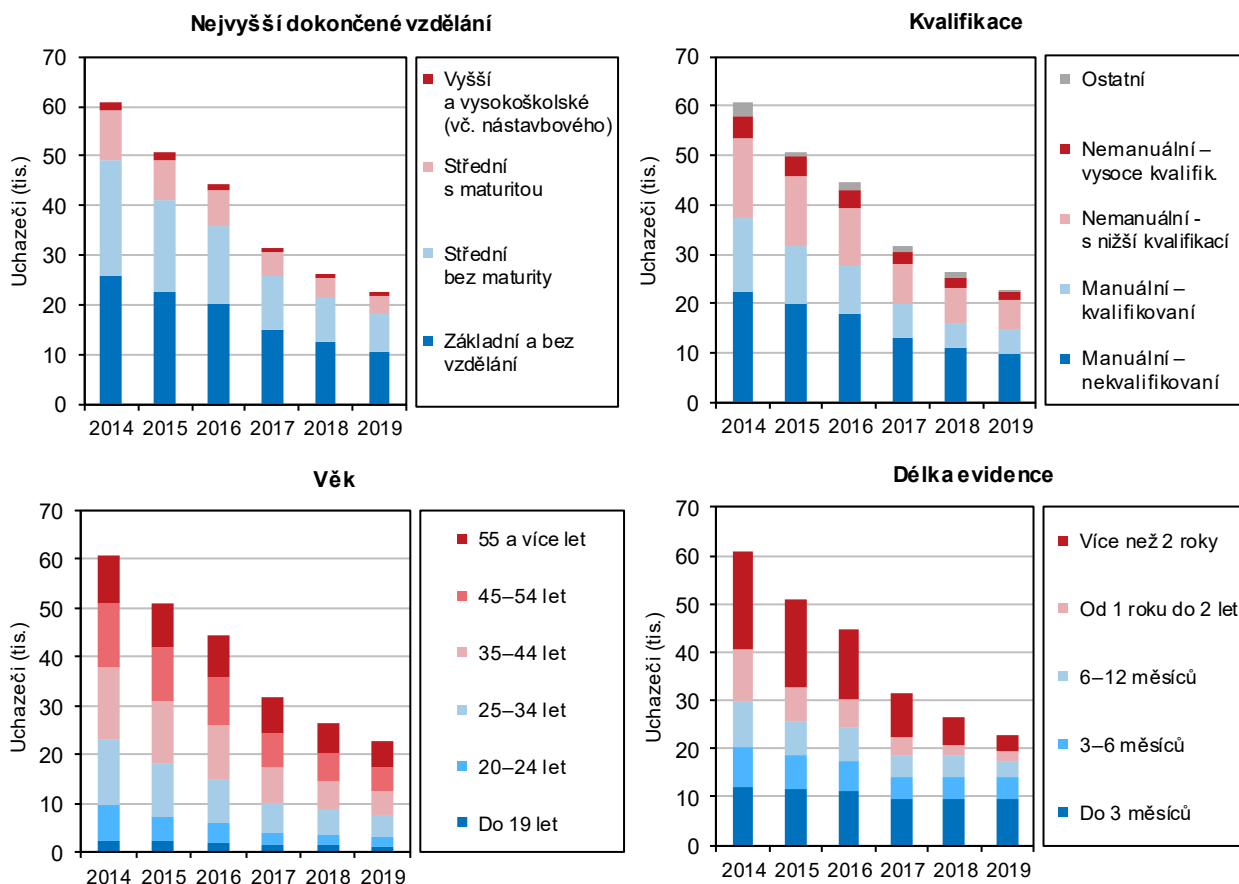 Nejvyšší dokončené vzdělání
Uchazeči (tis.)
70
60
50
40
30
20
10
0
2014 2015 2016 2017 2018 2019
Vyšší
a vysokoškolské
(vč. nástavbového)
Střední
s maturitou
Střední
bez maturity
Základní a bez
vzdělání
Kvalifikace
Uchazeči (tis.)
70
60
50
40
30
20
10
0
2014 2015 2016 2017 2018 2019
Ostatní
Nemanuální –
vysoce kvalifik.
Nemanuální -
s nižší kvalifikací
Manuální –
kvalifikovaní
Manuální –
nekvalifikovaní
Věk
Uchazeči (tis.)
70
60
50
40
30
20
10
0
2014 2015 2016 2017 2018 2019
55 a více let
45–54 let
35–44 let
25–34 let
20–24 let
Do 19 let
Délka evidence
Uchazeči (tis.)
70
60
50
40
30
20
10
0
2014 2015 2016 2017 2018 2019
Více než 2 roky
Od 1 roku do 2 let
6–12 měsíců
3–6 měsíců
Do 3 měsíců